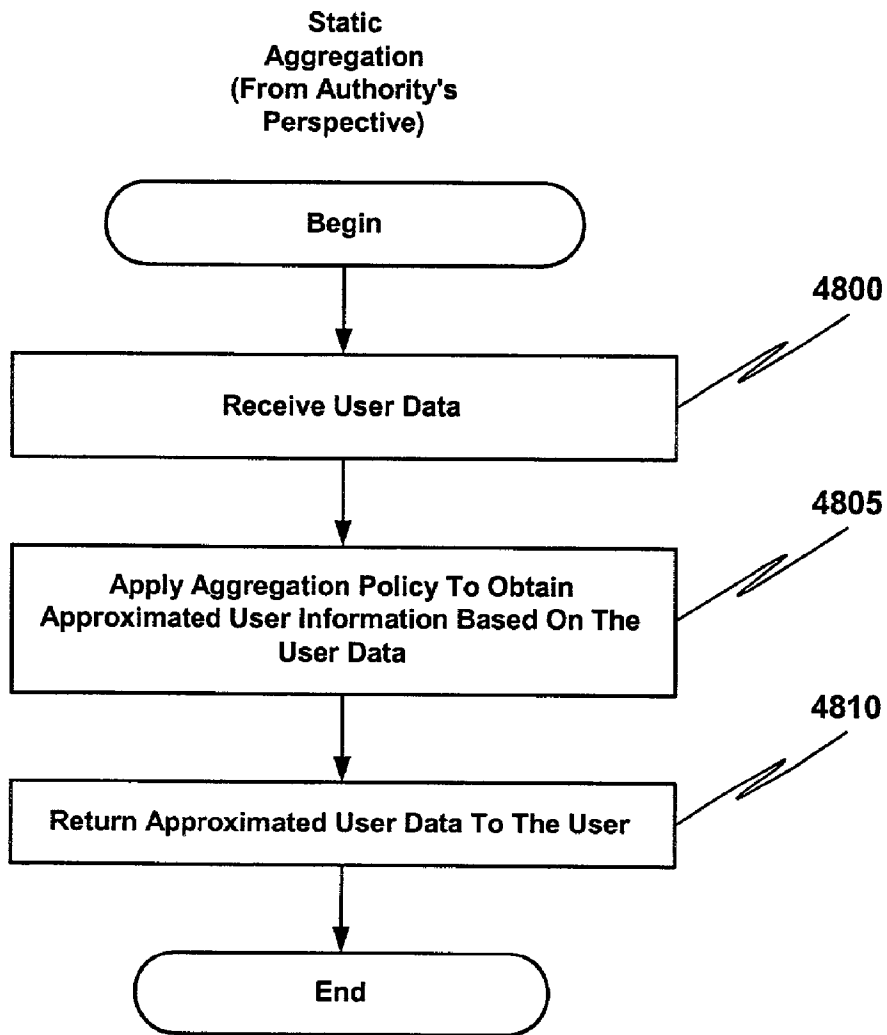 Static
Aggregation
(From Authority's
Perspective)
Begin
4800
Receive User Data
4805
Apply Aggregation Policy To Obtain
Approximated User Information Based On The
User Data
4810
Return Approximated User Data To The User
End